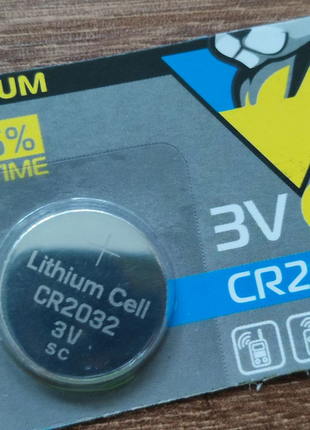 UM
%
TIME
Lithium Cell
CR2032
3V
SC
3V
CR2